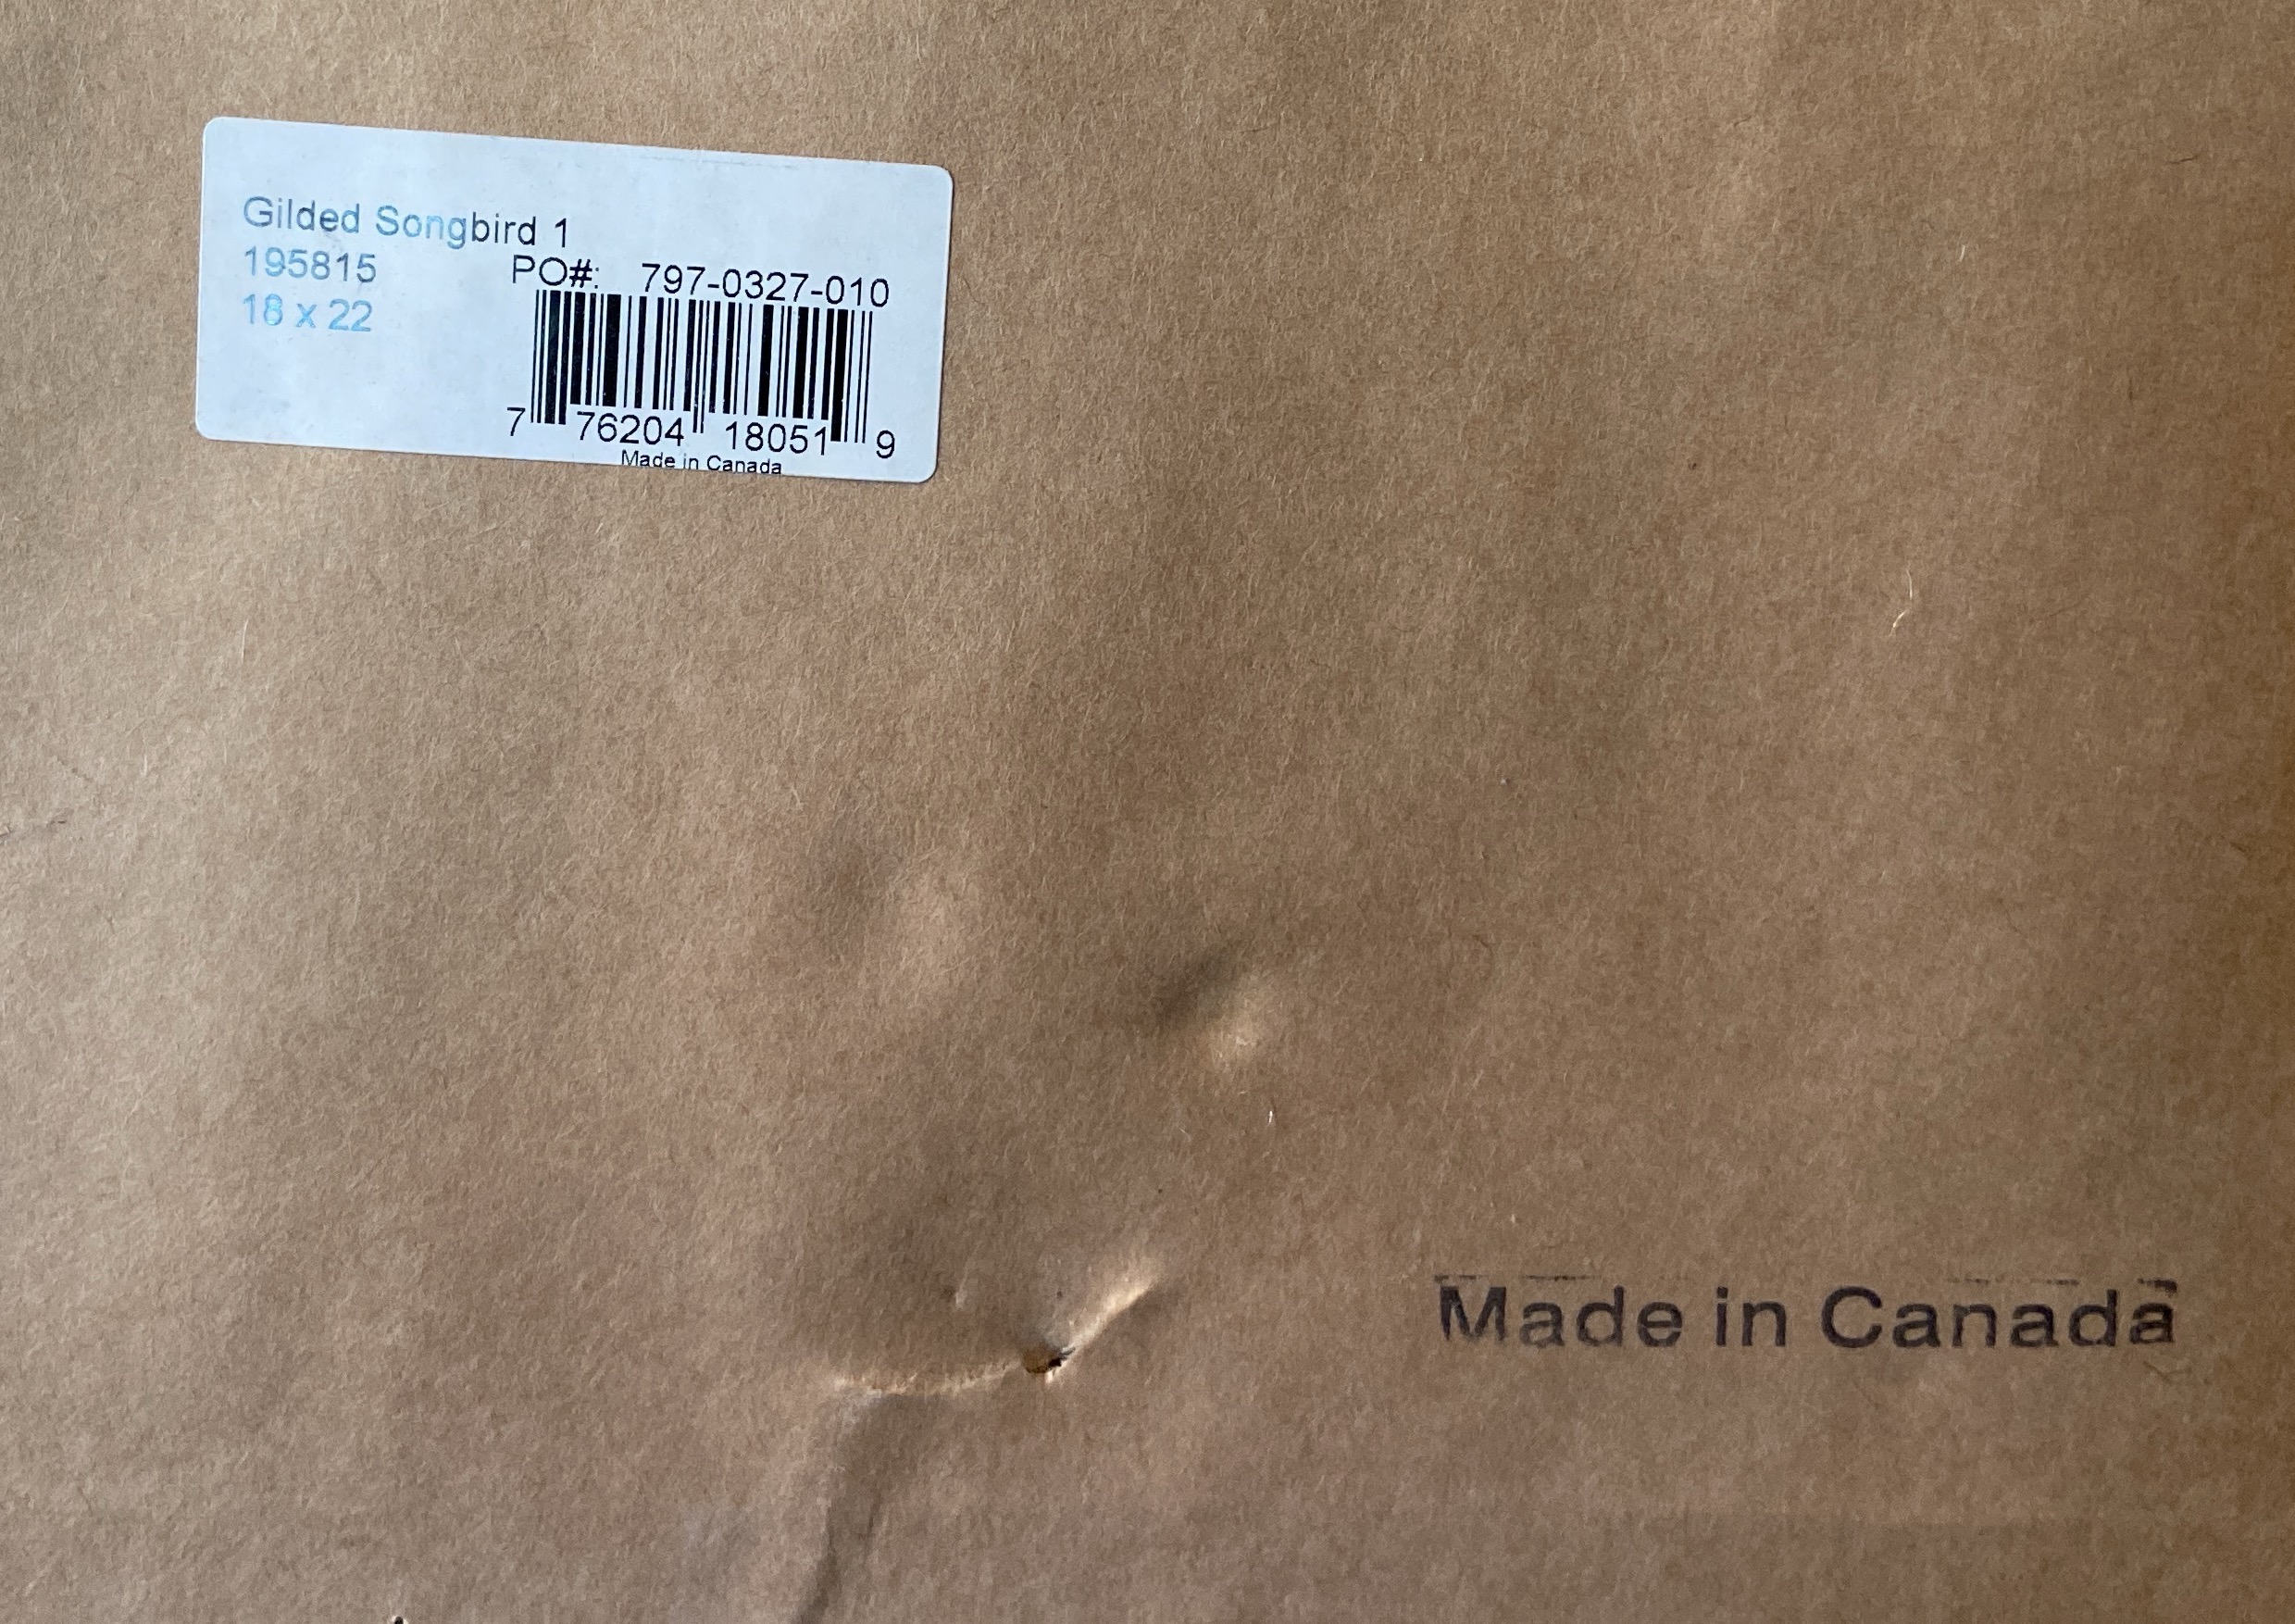 Gilded Songbird 1
195815
PO#: 797-0327-010
18 x 22
7 76204 18051 9
Made in Canada
Made in Canada